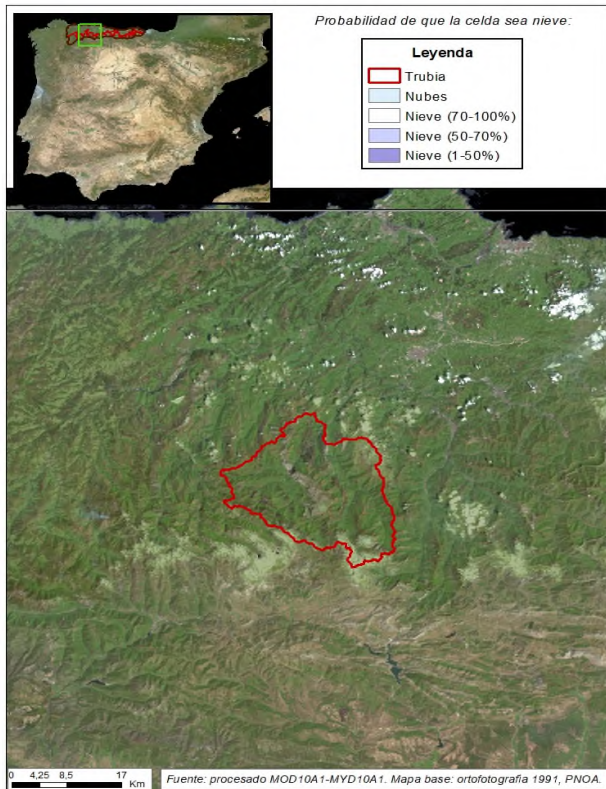 Probabilidad de que la celda sea nieve:
Leyenda
Trubia
Nubes
Nieve (70-100%)
Nieve (50-70%)
Nieve (1-50%)
0 4,25 8,5 17
Km
Fuente: procesado MOD10A1-MYD10A1. Mapa base: ortofotografia 1991, PNOA.